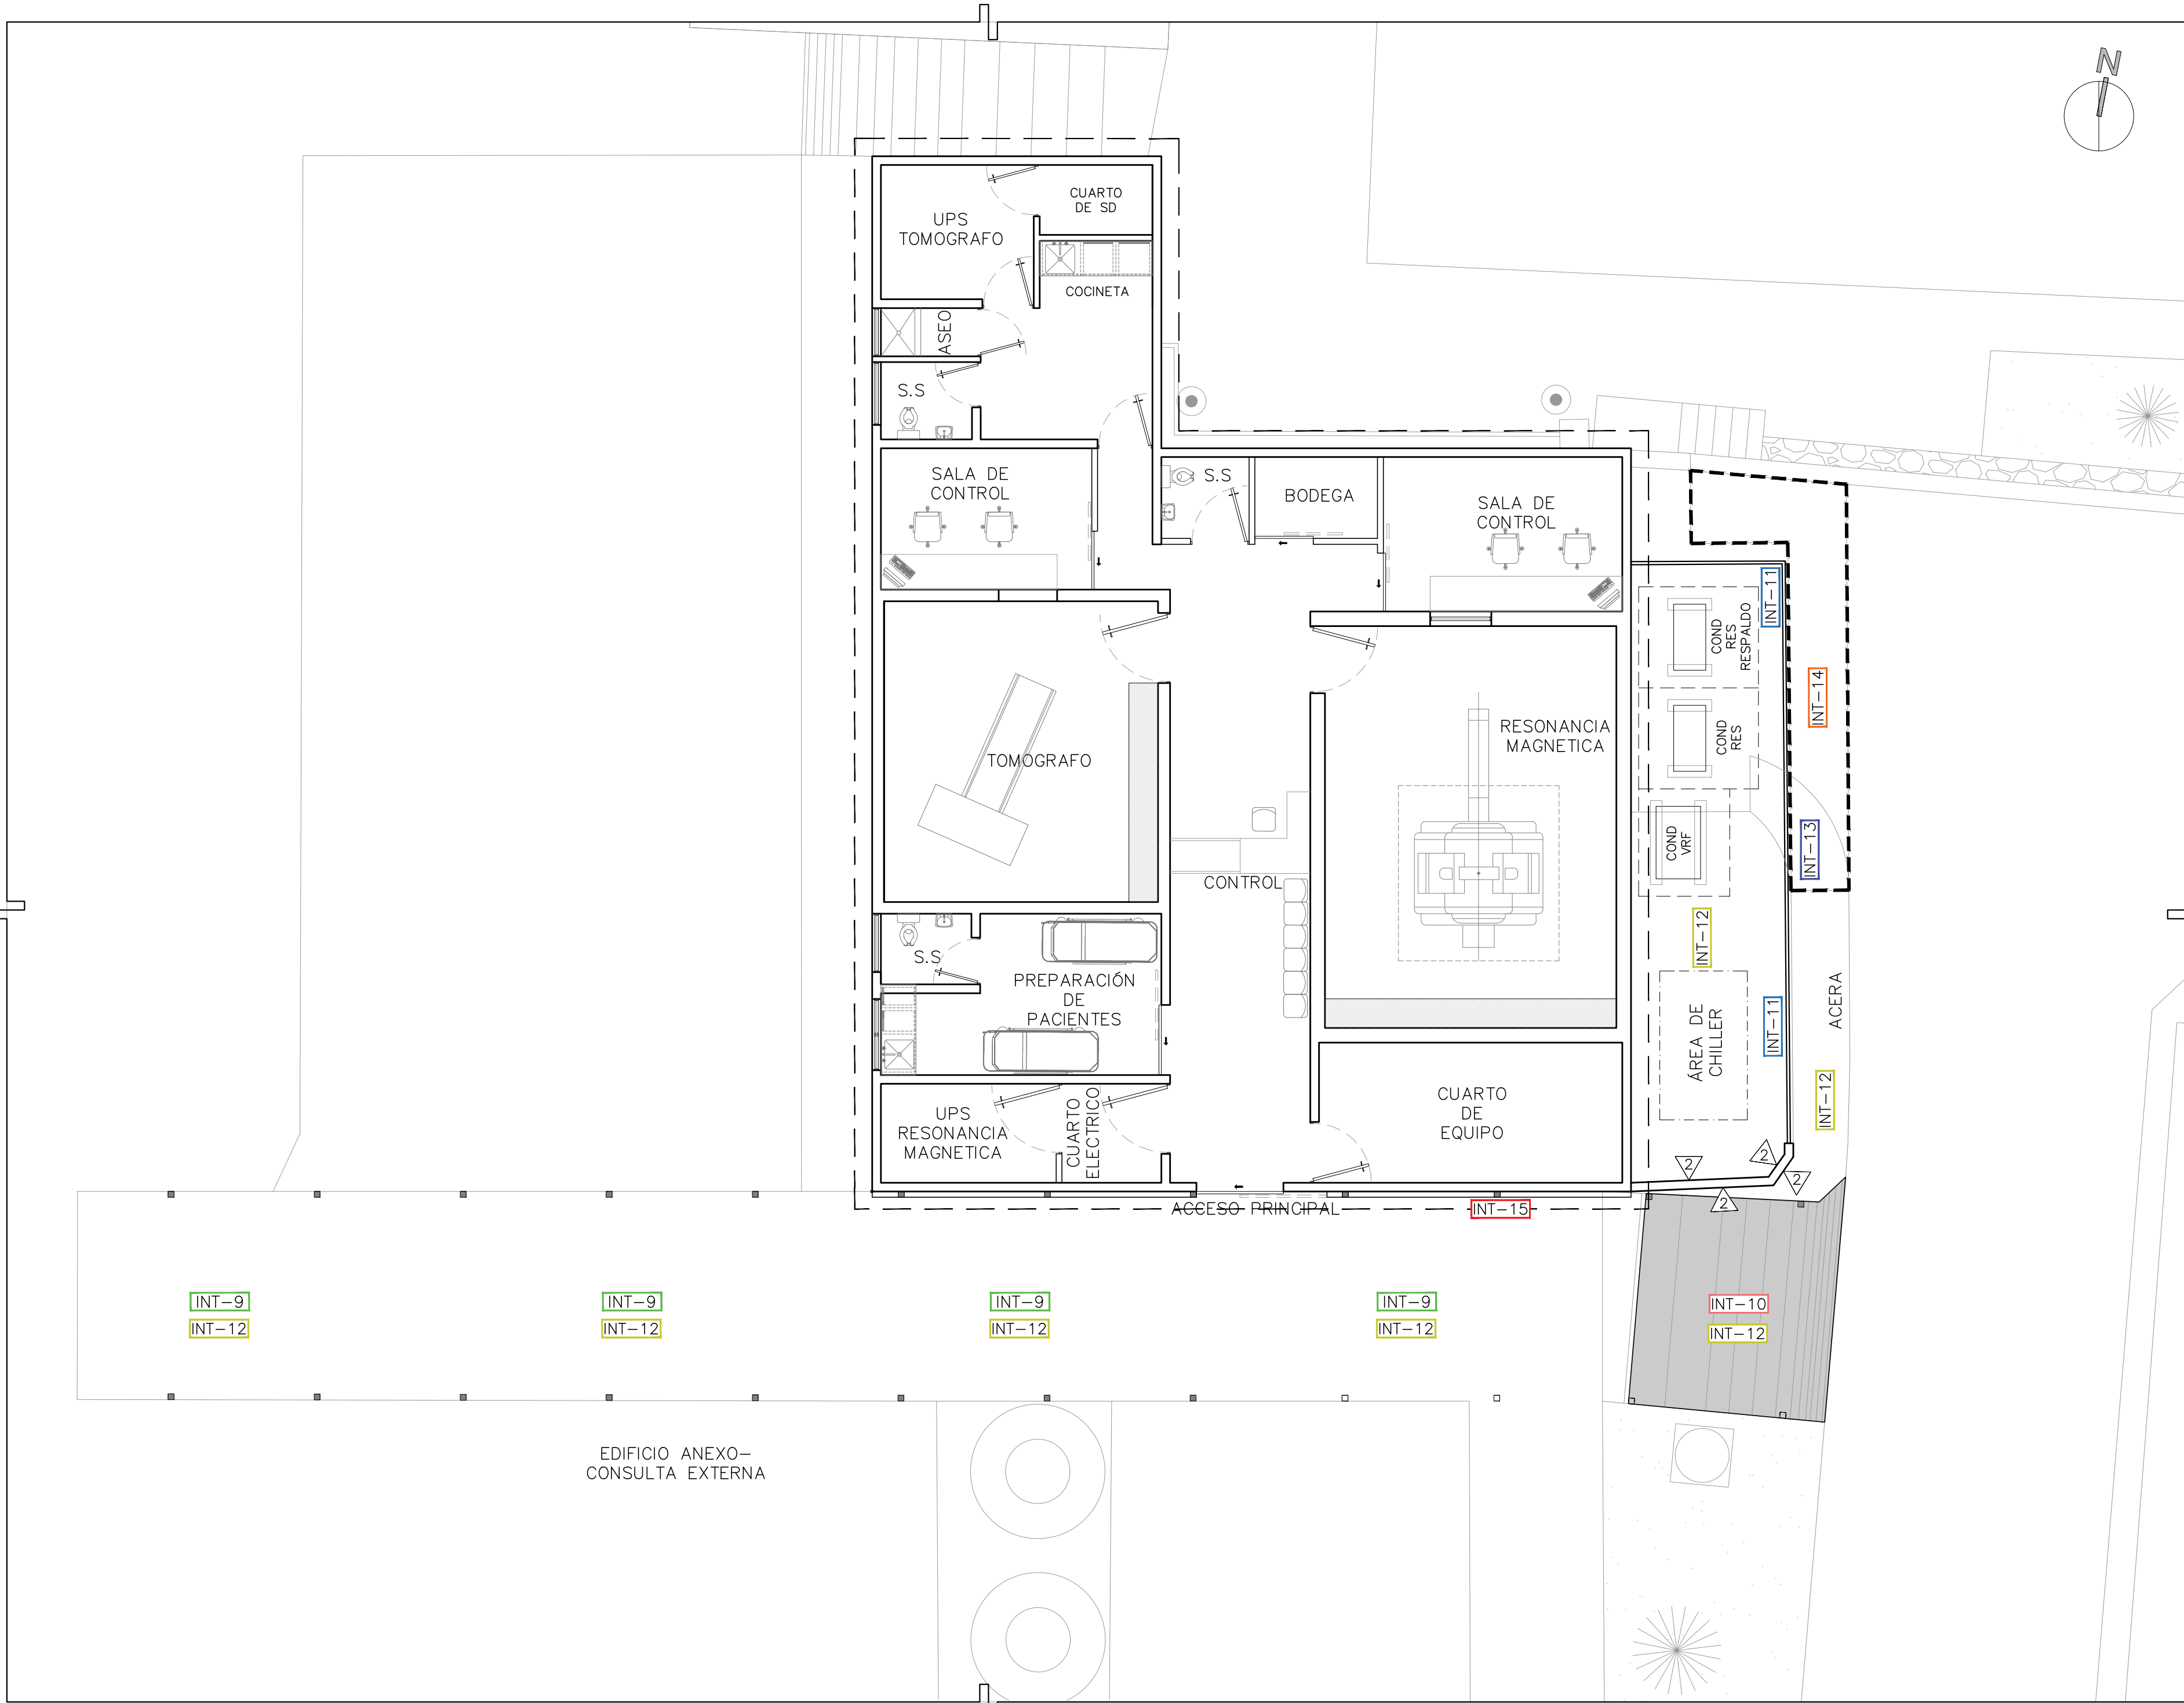 N
CUARTO
DE SD
UPS
TOMOGRAFO
COCINETA
ASEO
S.S
SALA DE
CONTROL
S.S
BODEGA
SALA DE
CONTROL
INT-11
COND
RES
RESPALDO
INT-14
COND
RES
RESONANCIA
MAGNETICA
TOMOGRAFO
COND
VRF
INT-13
CONTROL
INT-12
S.S
PREPARACIÓN
DE
PACIENTES
ACERA
INT-11
ÁREA DE
CHILLER
INT-12
UPS
RESONANCIA
MAGNETICA
CUARTO
ELECTRICO
CUARTO
DE
EQUIPO
2
2
2
2
ACCESO PRINCIPAL
INT-15
INT-9
INT-9
INT-9
INT-9
INT-10
INT-12
INT-12
INT-12
INT-12
INT-12
EDIFICIO ANEXO-
CONSULTA EXTERNA